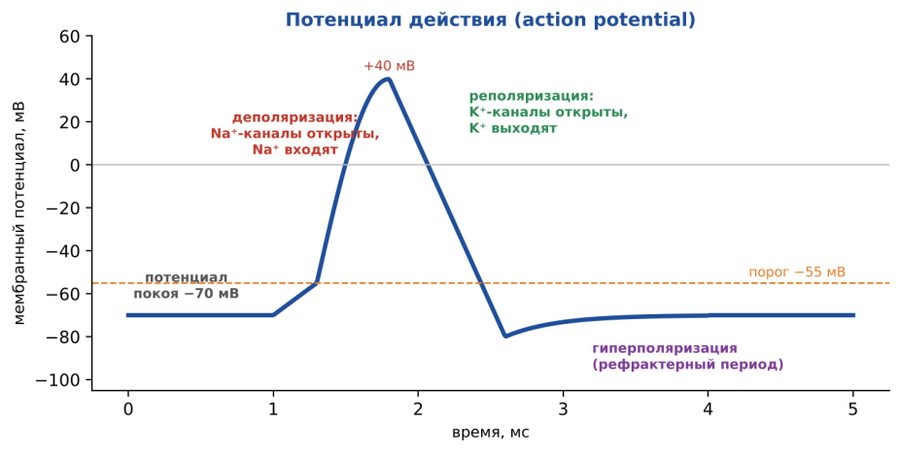 Потенциал действия (action potential)
мембранный потенциал, мВ
60
40
20
0
−20
−40
−60
−80
−100
+40 мВ
деполяризация:
Na⁺-каналы открыты,
Na⁺ входят
реполяризация:
K⁺-каналы открыты,
K⁺ выходят
потенциал
покоя −70 мВ
порог −55 мВ
гиперполяризация
(рефрактерный период)
0
1
2
3
4
5
время, мс